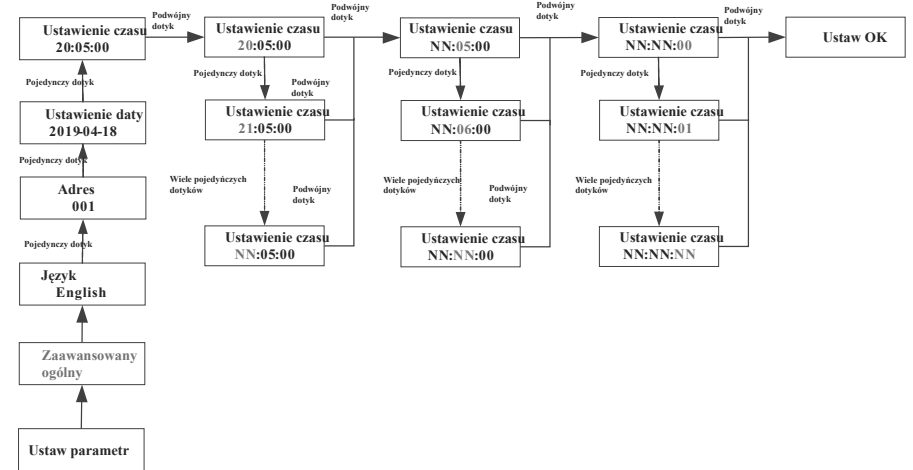 Podwójny
dotyk
Podwójny
dotyk
Podwójny
dotyk
Podwójny
dotyk
Ustawienie czasu
20:05:00
Ustawienie czasu
20:05:00
Ustawienie czasu
NN:05:00
Ustawienie czasu
NN:NN:00
Ustaw OK
Pojedynczy dotyk
Pojedynczy dotyk
Podwójny
dotyk
Pojedynczy dotyk
Pojedynczy dotyk
Ustawienie daty
2019-04-18
Ustawienie czasu
21:05:00
Ustawienie czasu
NN:06:00
Ustawienie czasu
NN:NN:01
Pojedynczy dotyk
Wiele pojedyńczych
dotyków
Podwójny
dotyk
Wiele pojedyńczych
dotyków
Podwójny
dotyk
Wiele pojedyńczych
dotyków
Adres
001
Pojedynczy dotyk
Ustawienie czasu
NN:05:00
Ustawienie czasu
NN:NN:00
Ustawienie czasu
NN:NN:NN
Język
English
Zaawansowany
ogólny
Ustaw parametr